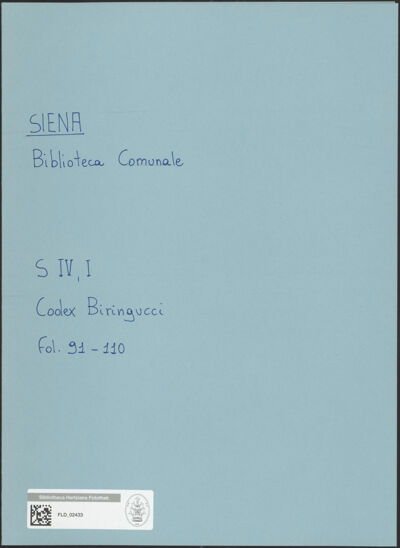 SIENA
Biblioteca Comunale
S IV, I
Codex Biringucci
fol. 91 - 110
Bibliotheca Hertziana Fotothek
FLD_02433